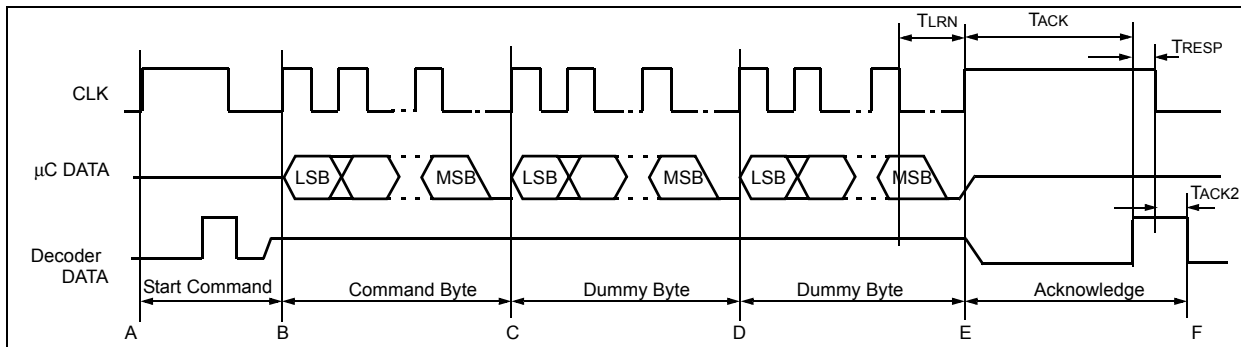 TLRN
TACK
TRESP
CLK
μC DATA
LSB
MSB
LSB
MSB
LSB
MSB
TACK2
Decoder
DATA
Start Command
Command Byte
Dummy Byte
Dummy Byte
Acknowledge
A
B
C
D
E
F